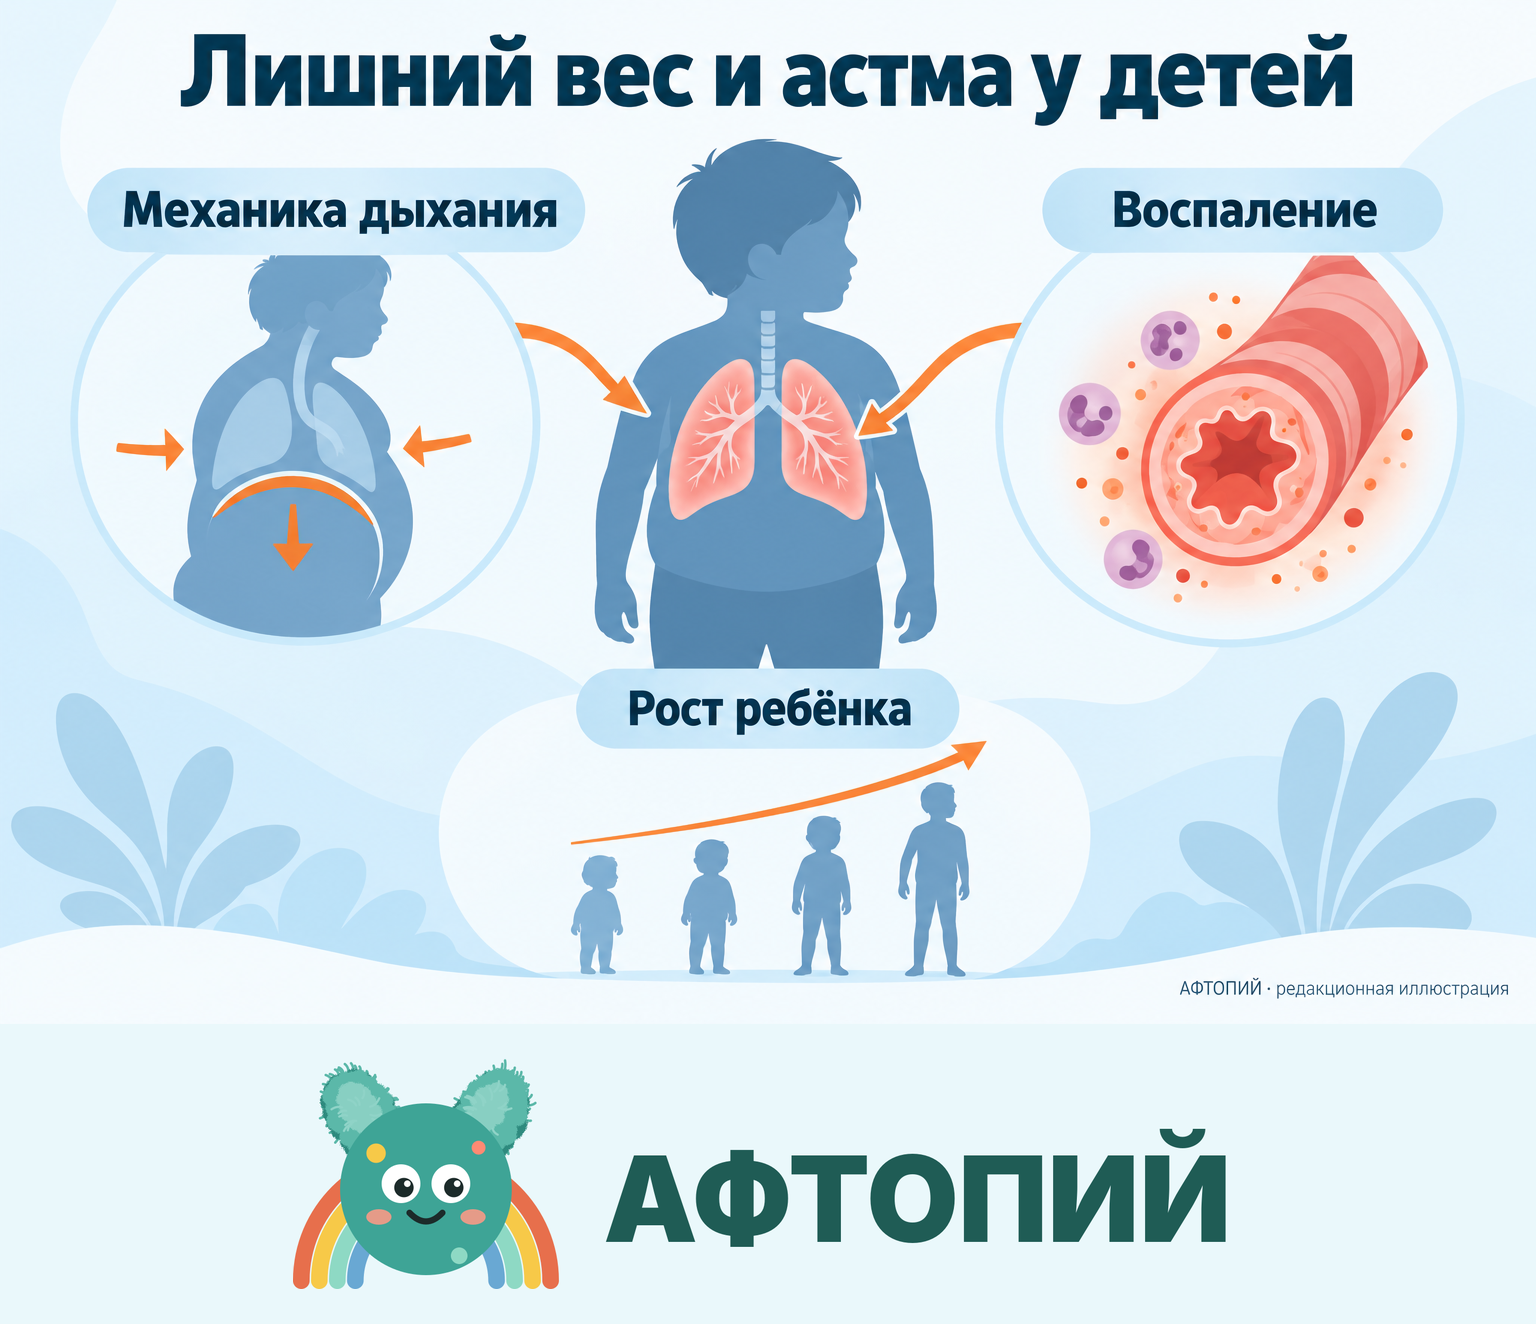 Лишний вес и астма у детей
Механика дыхания
Воспаление
Рост ребёнка
АФТОПИЙ · редакционная иллюстрация
АФТОПИЙ